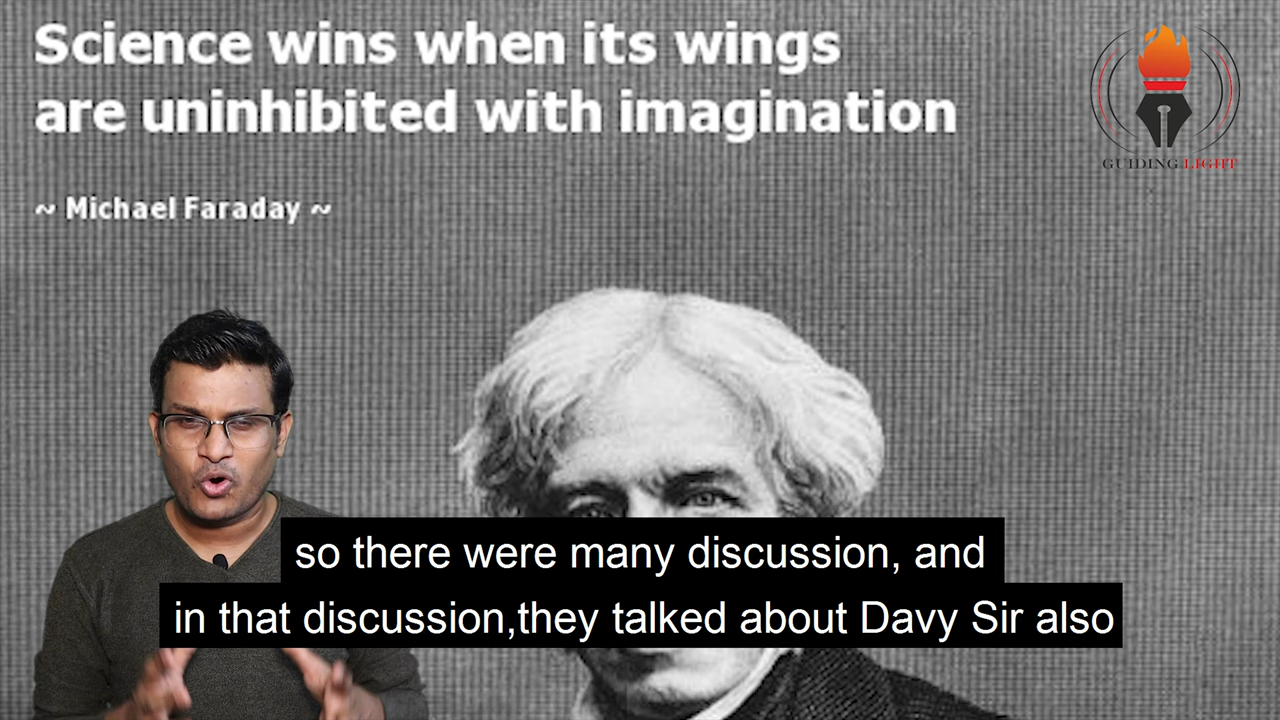 Science wins when its wings
are uninhibited with imagination
~ Michael Faraday ~
GUIDING LIGHT
so there were many discussion, and
in that discussion,they talked about Davy Sir also